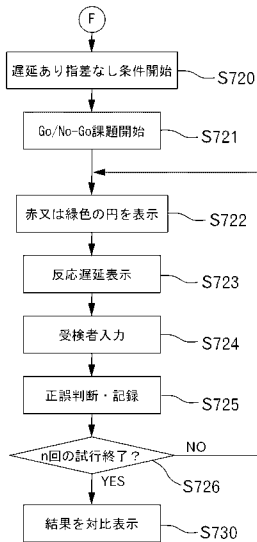 F
遅延あり指差なし条件開始
S720
Go/No-Go課題開始
S721
赤又は緑色の円を表示
S722
反応遅延表示
S723
受検者入力
S724
正誤判断・記録
S725
n回の試行終了?
NO
YES
S726
結果を対比表示
S730